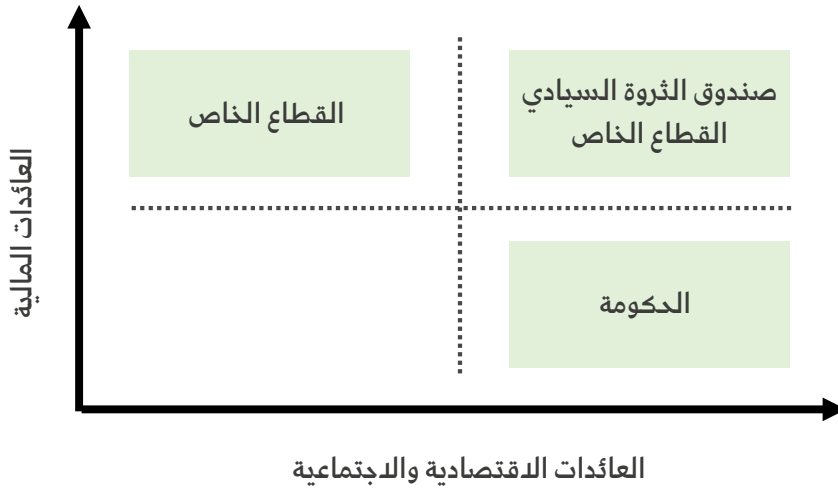 صندوق الثروة السيادي
القطاع الخاص
القطاع الخاص
الحكومة
العائدات المالية
العائدات الاقتصادية والاجتماعية